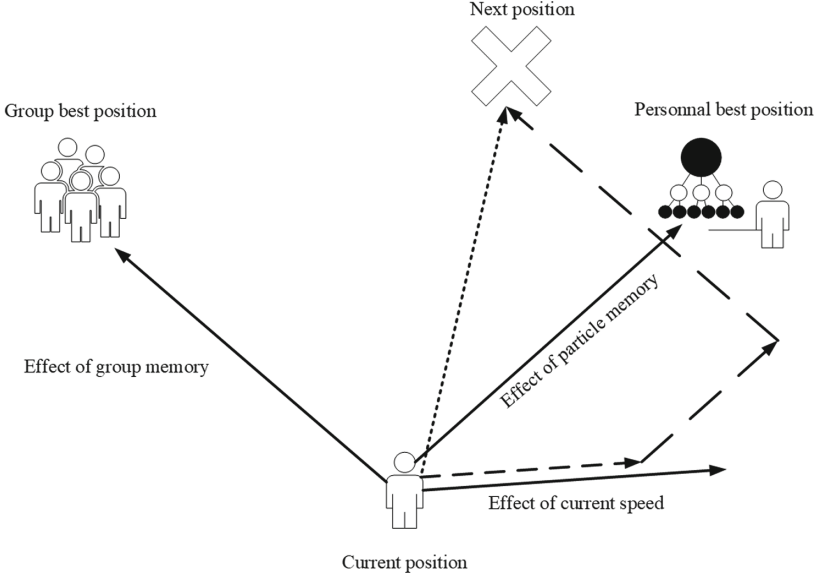 Next position
Group best position
Personnal best position
Effect of particle memory
Effect of group memory
Effect of current speed
Current position